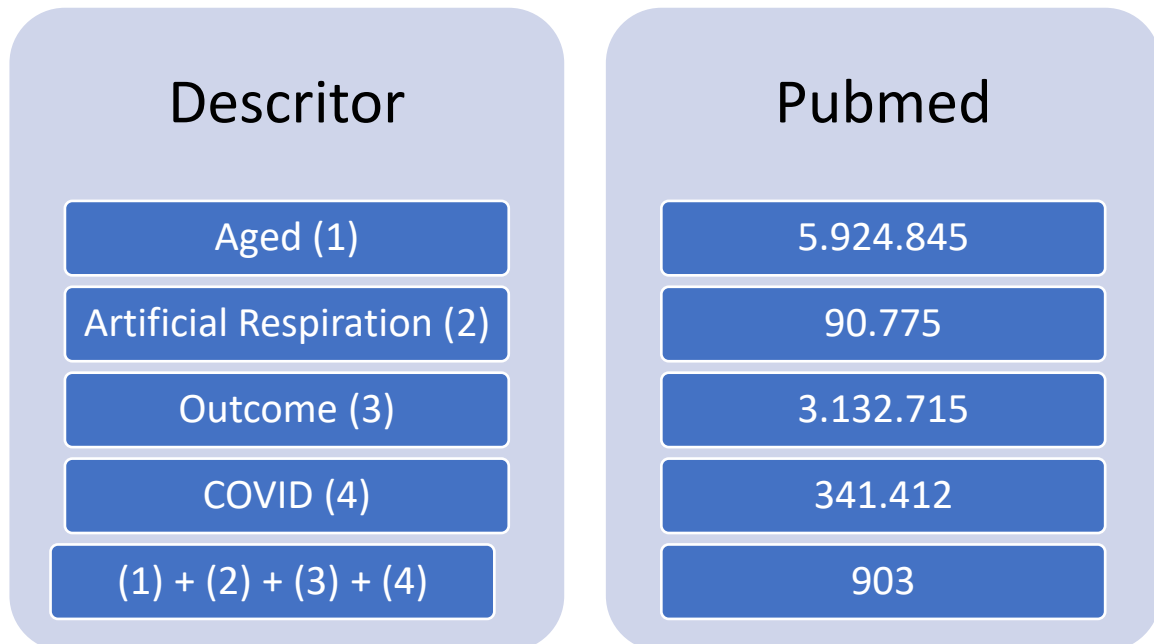 Descritor
Aged (1)
Artificial Respiration (2)
Outcome (3)
COVID (4)
(1) + (2) + (3) + (4)
Pubmed
5.924.845
90.775
3.132.715
341.412
903